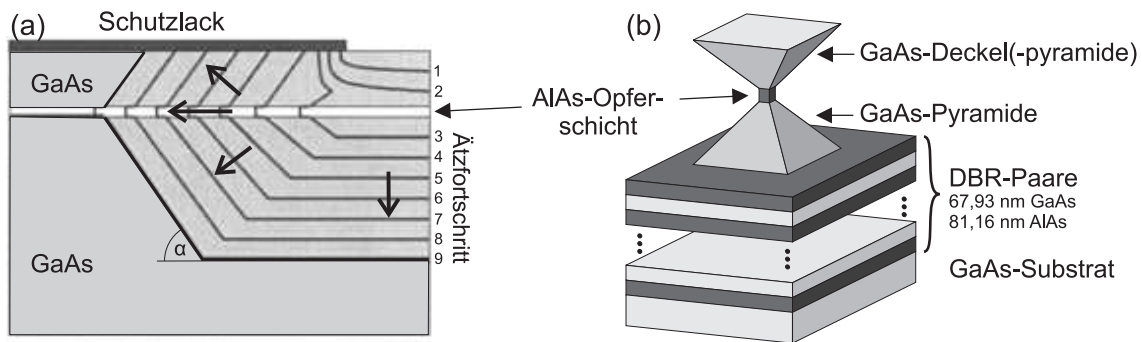 (a)
Schutzlack
GaAs
GaAs
α
1
2
3
4
5
6
7
8
9
Ätzfortschritt
AlAs-Opfer-
schicht
(b)
GaAs-Deckel(-pyramide)
GaAs-Pyramide
DBR-Paare
67,93 nm GaAs
81,16 nm AlAs
GaAs-Substrat